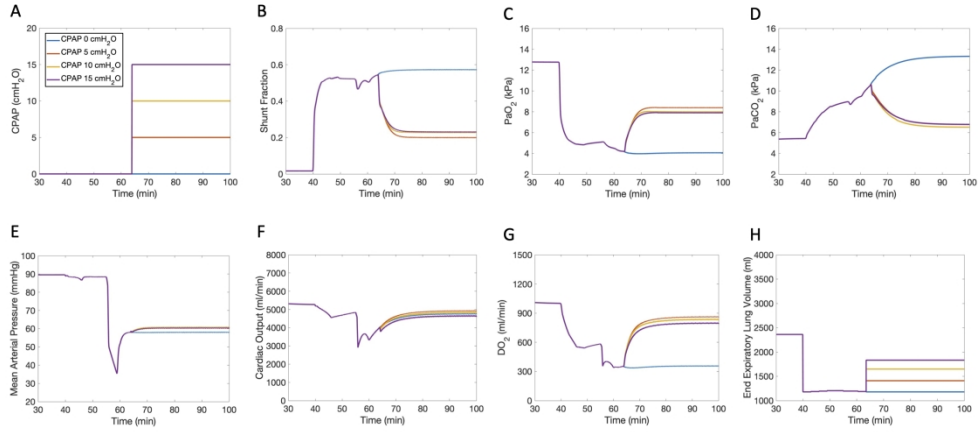 A
CPAP (cmH2O)
20
15
10
5
0
CPAP 0 cmH2O
CPAP 5 cmH2O
CPAP 10 cmH2O
CPAP 15 cmH2O
30 40 50 60 70 80 90 100
Time (min)
B
Shunt Fraction
0.8
0.6
0.4
0.2
0
30 40 50 60 70 80 90 100
Time (min)
C
PaO2 (kPa)
16
14
12
10
8
6
4
2
30 40 50 60 70 80 90 100
Time (min)
D
PaCO2 (kPa)
16
14
12
10
8
6
4
2
30 40 50 60 70 80 90 100
Time (min)
E
Mean Arterial Pressure (mmHg)
100
90
80
70
60
50
40
30
20
30 40 50 60 70 80 90 100
Time (min)
F
Cardiac Output (ml/min)
8000
7000
6000
5000
4000
3000
2000
1000
0
30 40 50 60 70 80 90 100
Time (min)
G
DO2 (ml/min)
1500
1200
900
600
300
0
30 40 50 60 70 80 90 100
Time (min)
H
End Expiratory Lung Volume (ml)
4000
3500
3000
2500
2000
1500
1000
30 40 50 60 70 80 90 100
Time (min)